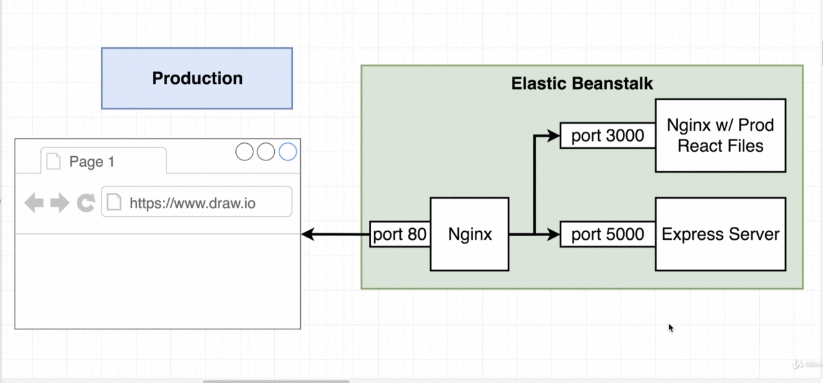 Production
Elastic Beanstalk
Page 1
https://www.draw.io
port 80
Nginx
port 3000
Nginx w/ Prod
React Files
port 5000
Express Server